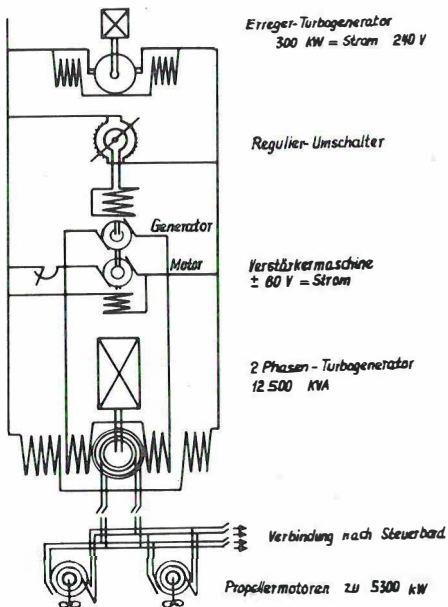 Erreger-Turbogenerator
300 KW = Strom 240 V
Regulier-Umschalter
Generator
Motor
Verstärkermaschine
± 60 V = Strom
2 Phasen-Turbogenerator
12.500 KVA
Verbindung nach Steuerbord
Propellermotoren zu 5300 kW